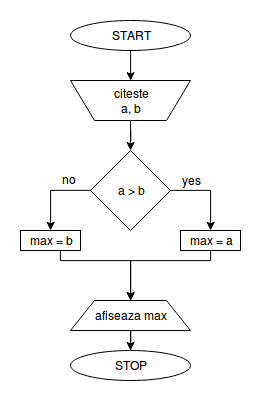 START
citeste
a, b
a > b
no
yes
max = b
max = a
afiseaza max
STOP